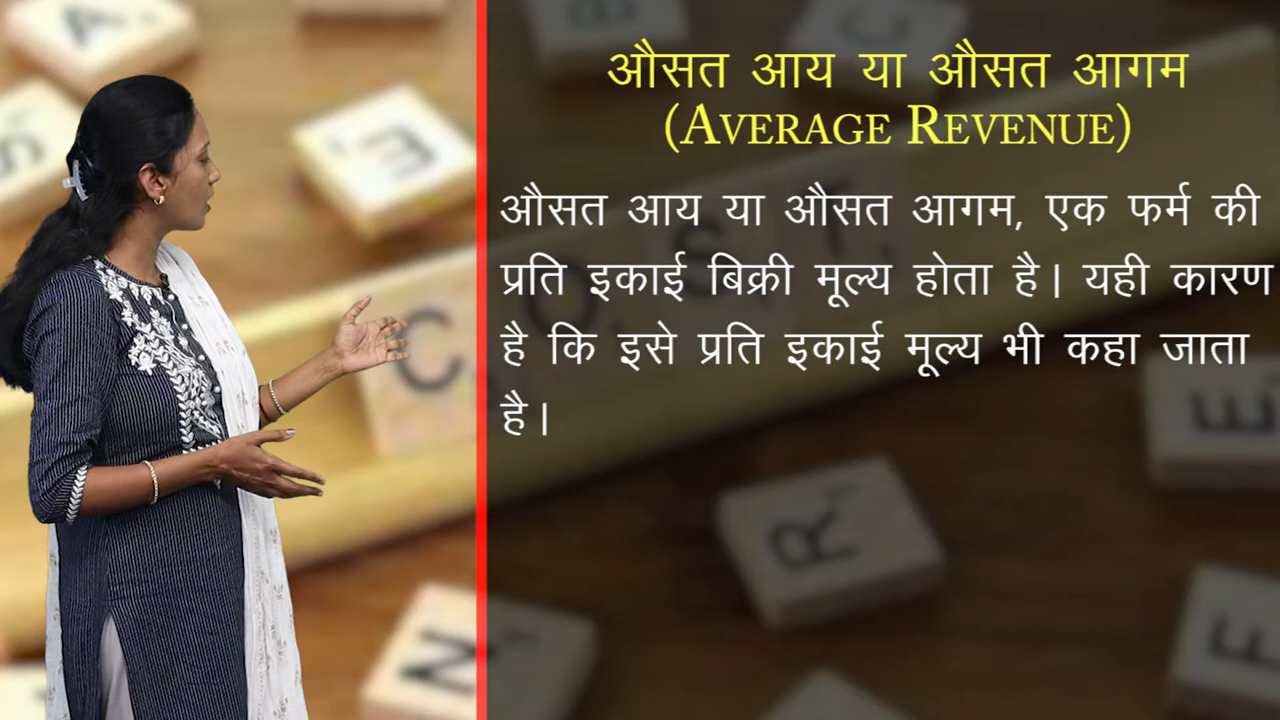 औसत आय या औसत आगम
(AVERAGE REVENUE)
औसत आय या औसत आगम, एक फर्म की
प्रति इकाई बिक्री मूल्य होता है। यही कारण
है कि इसे प्रति इकाई मूल्य भी कहा जाता
है।